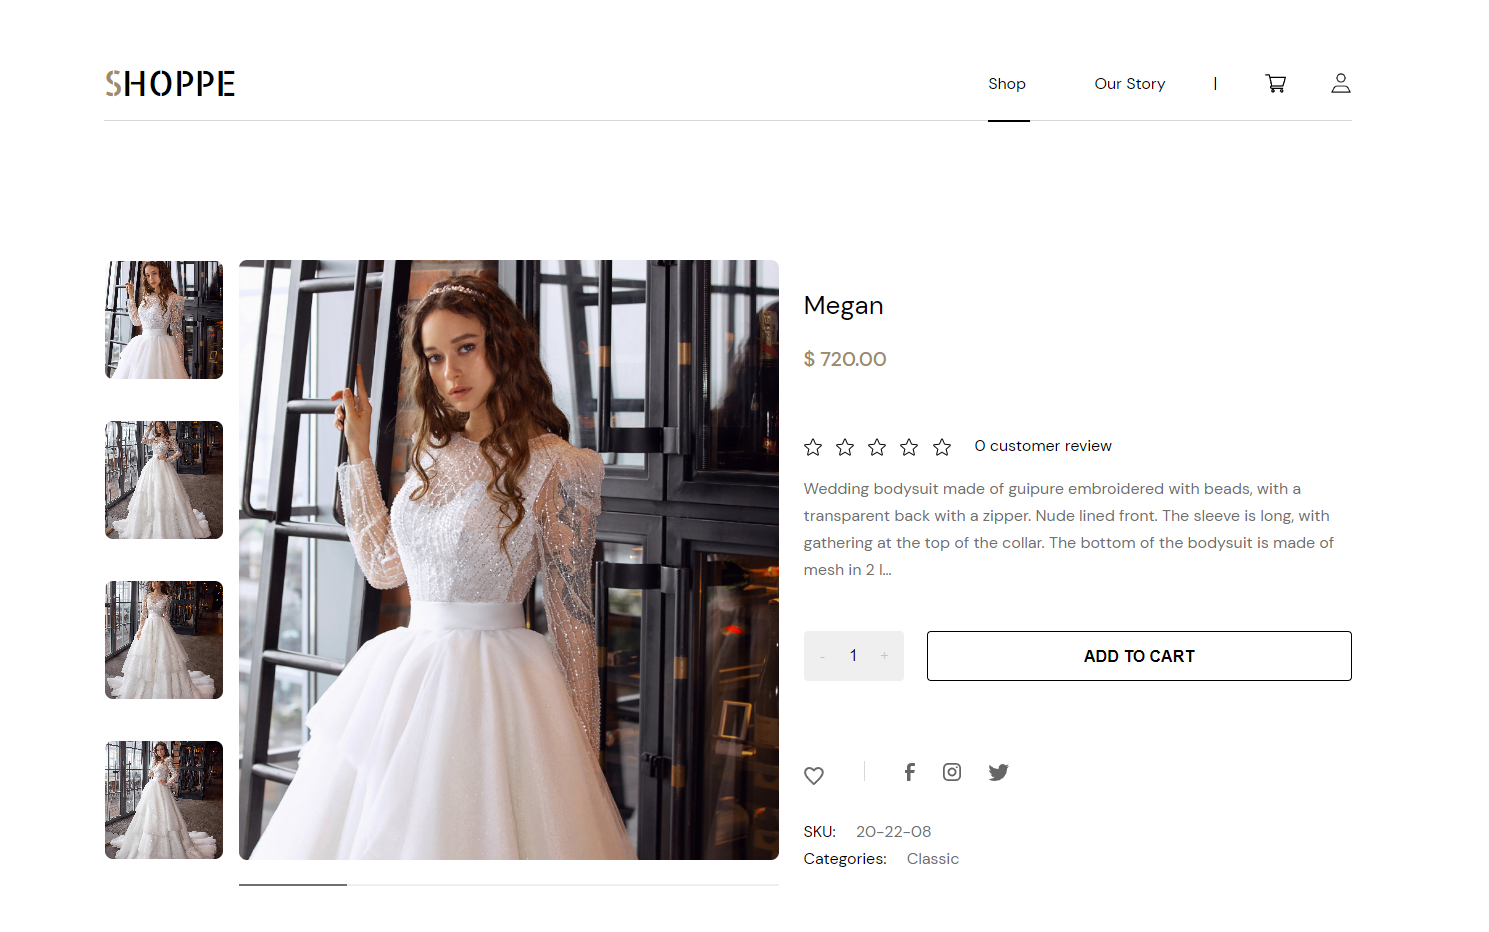 SHOPPE
Shop
Our Story
|
Megan
$ 720.00
0 customer review
Wedding bodysuit made of guipure embroidered with beads, with a
transparent back with a zipper. Nude lined front. The sleeve is long, with
gathering at the top of the collar. The bottom of the bodysuit is made of
mesh in 2 l...
- 1 +
ADD TO CART
SKU: 20-22-08
Categories: Classic